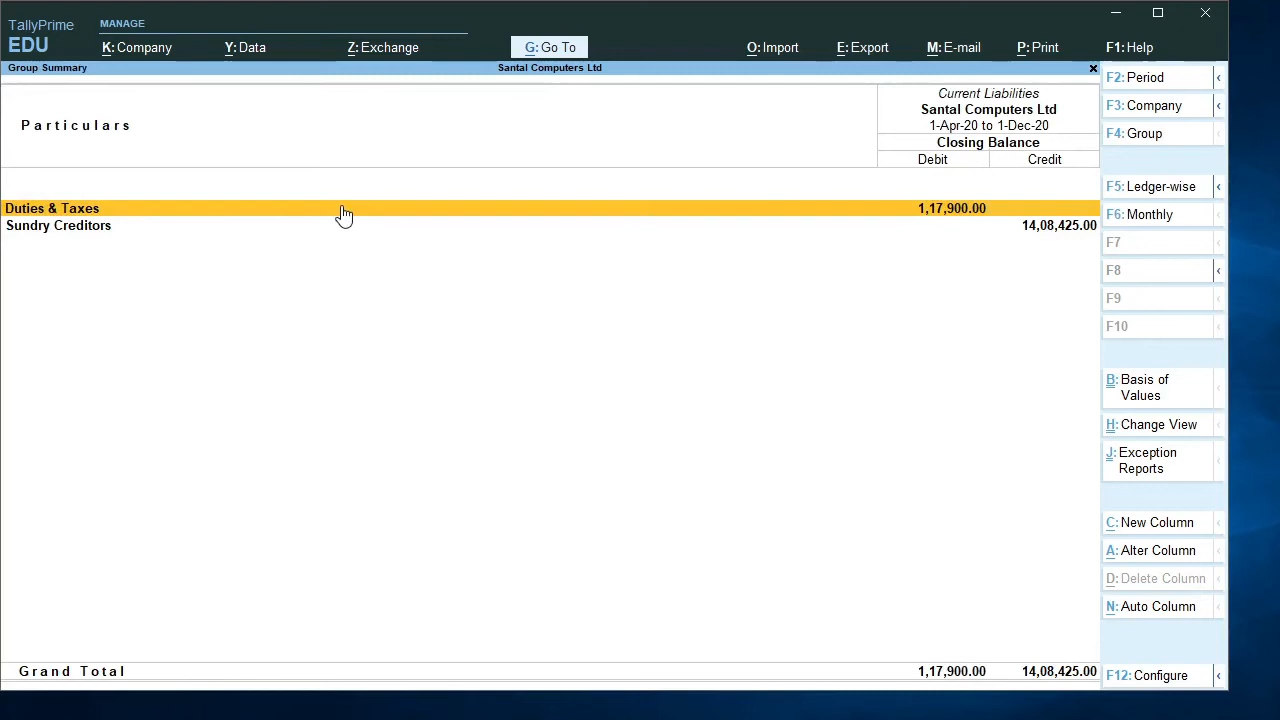 TallyPrime
EDU
MANAGE
K: Company
Y: Data
Z: Exchange
G: Go To
O: Import
E: Export
M: E-mail
P: Print
F1: Help
Group Summary
Santal Computers Ltd
x
Particulars
Current Liabilities
Santal Computers Ltd
1-Apr-20 to 1-Dec-20
Closing Balance
Debit Credit
Duties & Taxes 1,17,900.00
Sundry Creditors 14,08,425.00
Grand Total 1,17,900.00 14,08,425.00
F2: Period
F3: Company
F4: Group
F5: Ledger-wise
F6: Monthly
F7
F8
F9
F10
B: Basis of
Values
H: Change View
J: Exception
Reports
C: New Column
A: Alter Column
D: Delete Column
N: Auto Column
F12: Configure